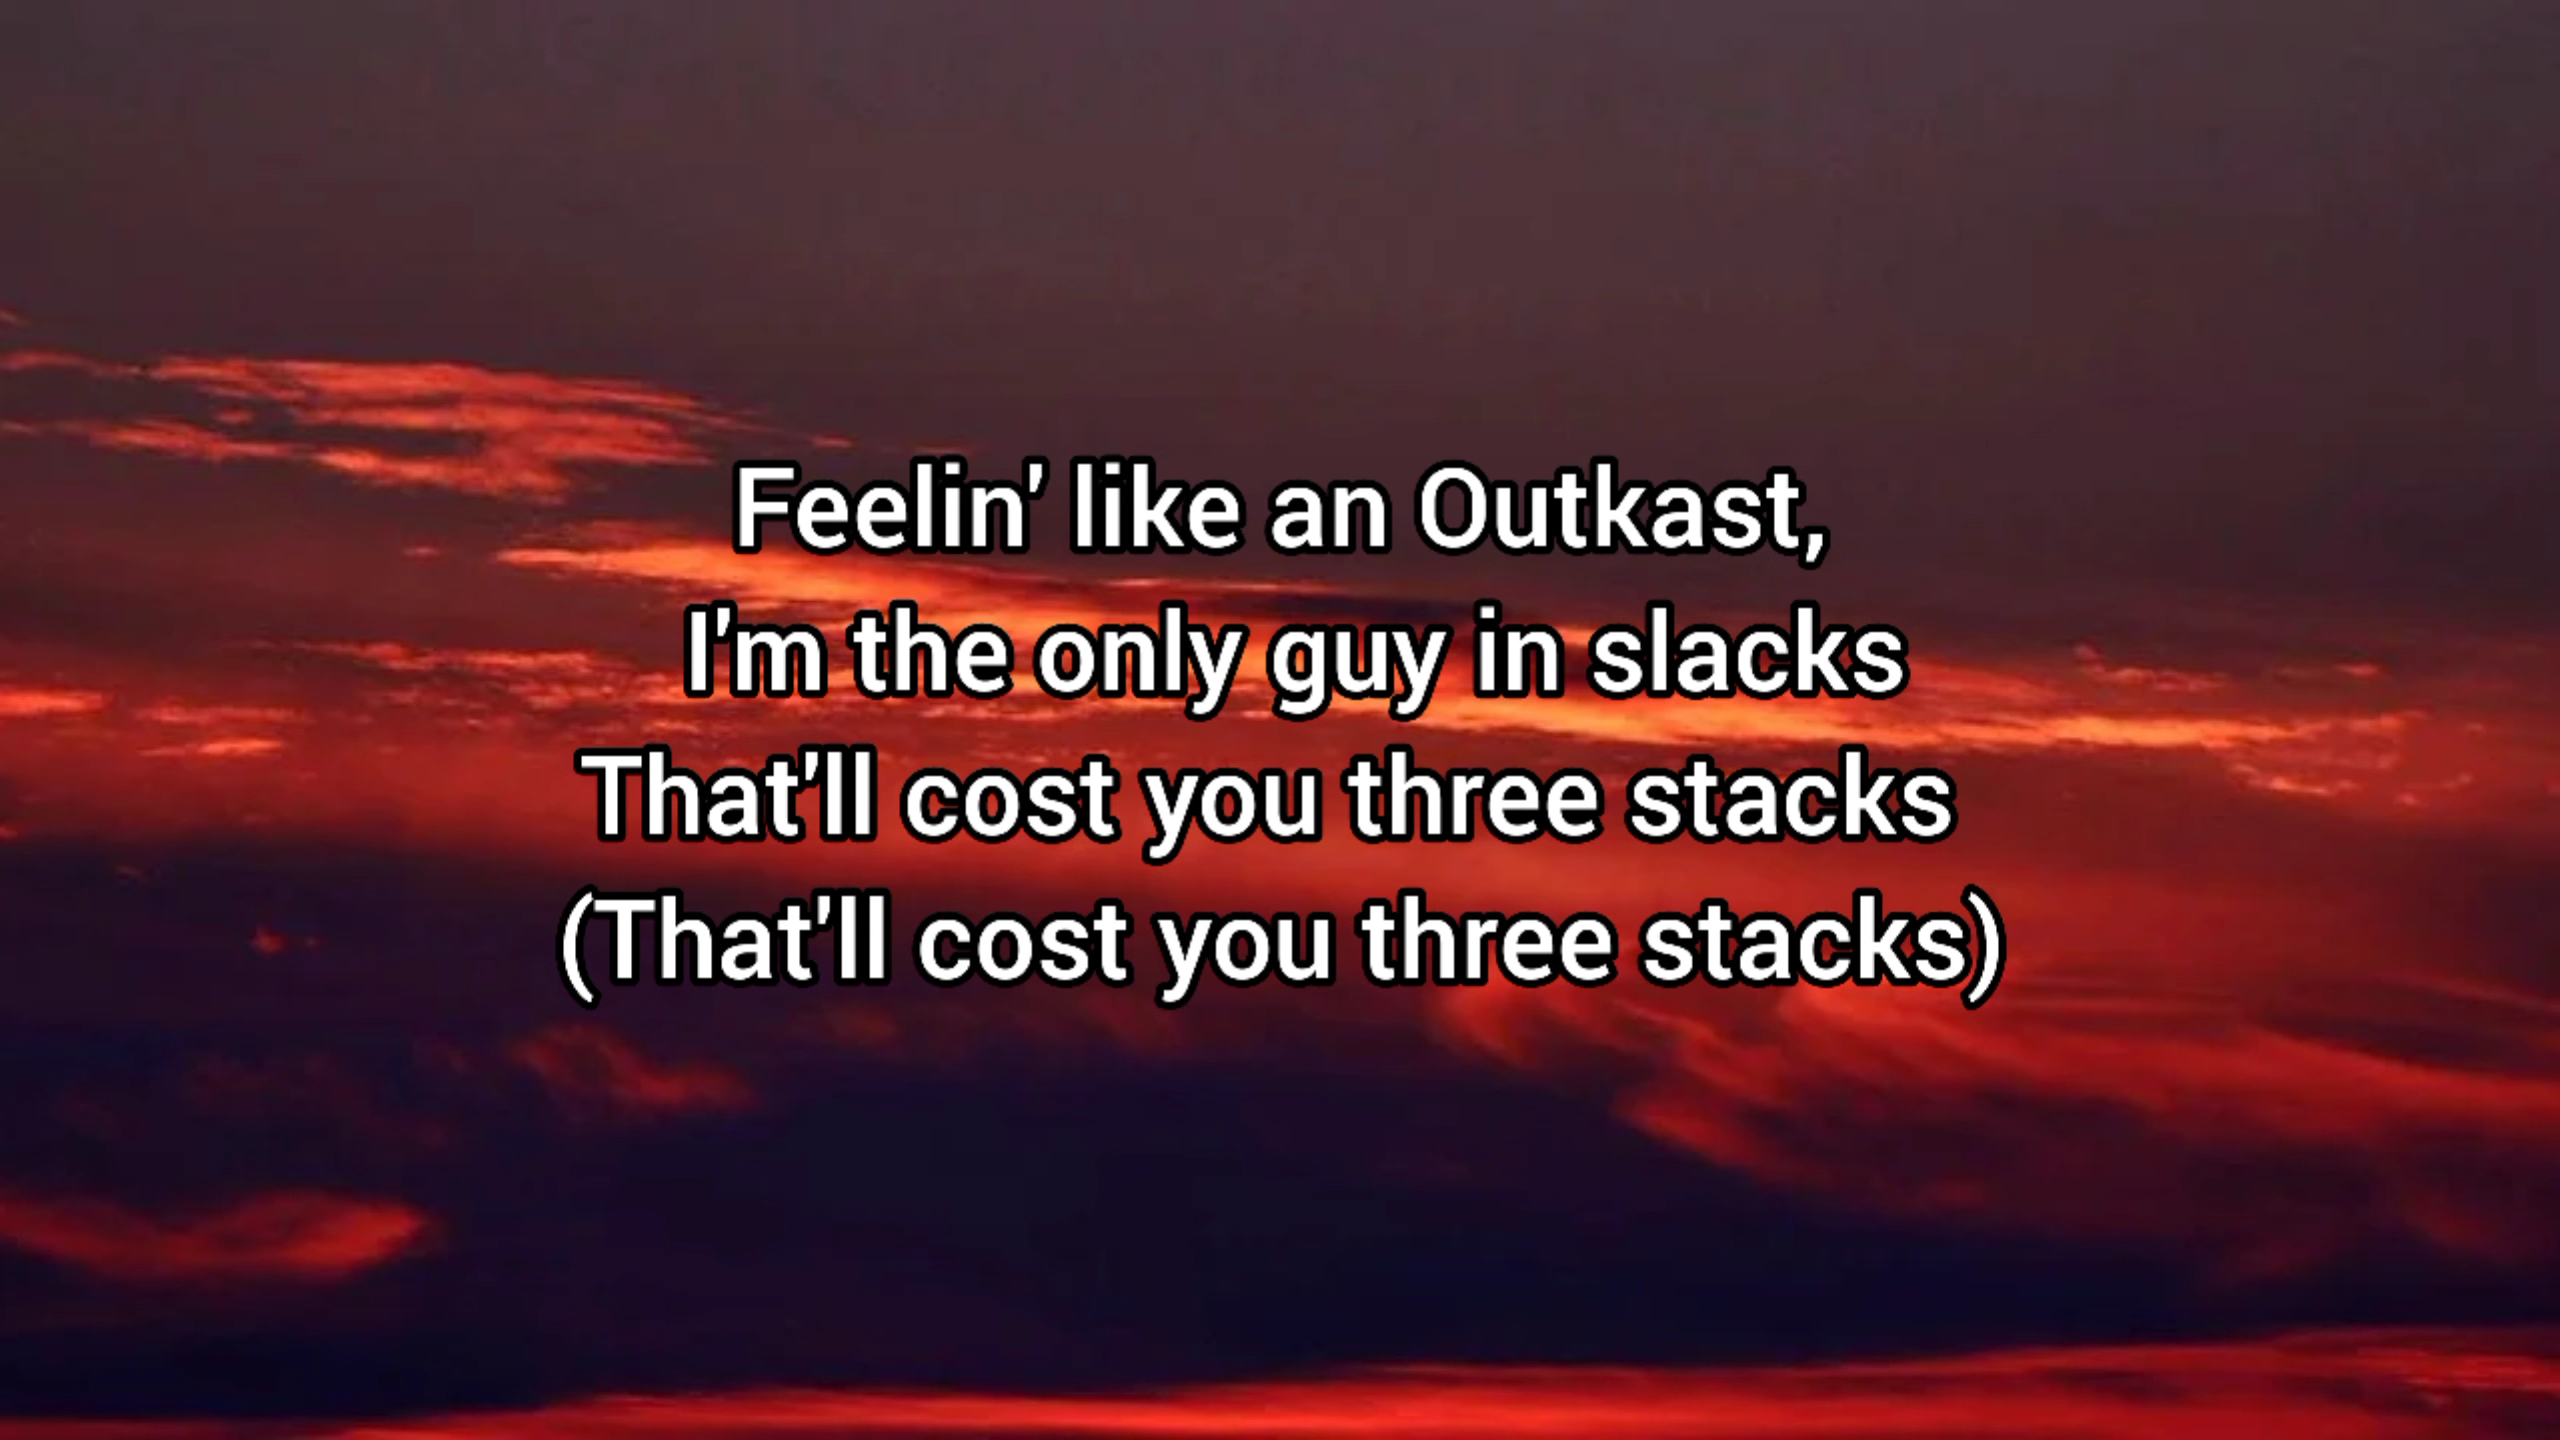 Feelin' like an Outkast,
I'm the only guy in slacks
That'll cost you three stacks
(That'll cost you three stacks)